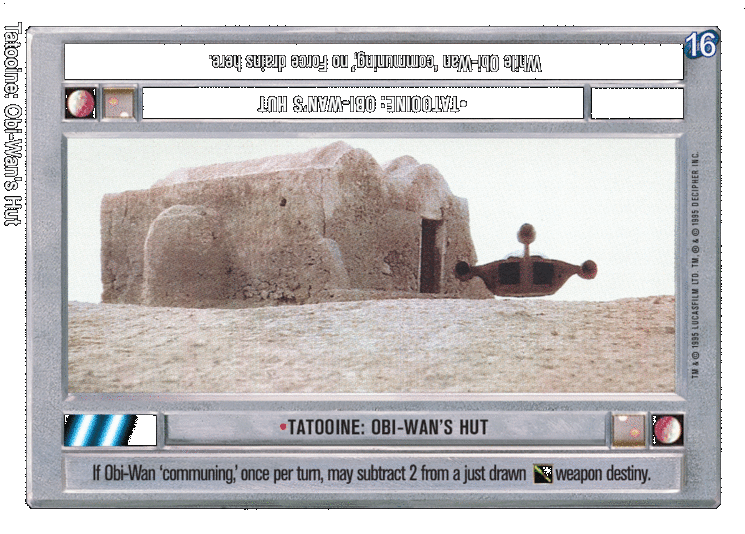 Tatooine: Obi-Wan's Hut
16
While Obi-Wan 'communing,' no Force drains here.
•TATOOINE: OBI-WAN'S HUT
TM & © 1995 LUCASFILM LTD. TM, ® & © 1995 DECIPHER INC.
•TATOOINE: OBI-WAN'S HUT
If Obi-Wan 'communing,' once per turn, may subtract 2 from a just drawn weapon destiny.